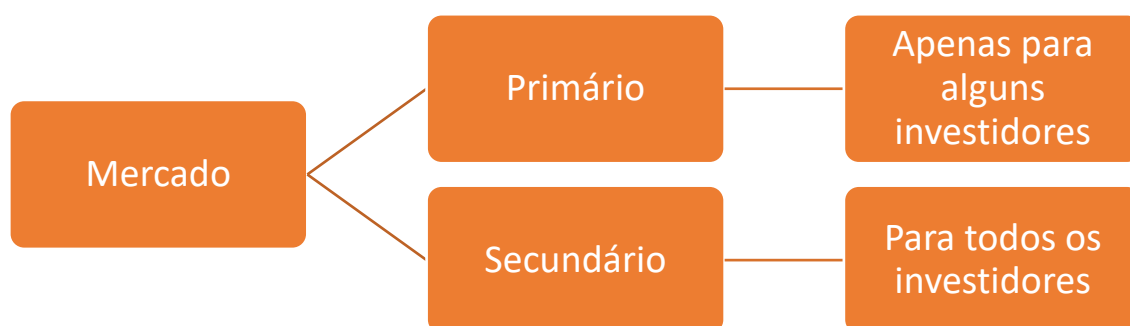 Mercado
Primário
Apenas para
alguns
investidores
Secundário
Para todos os
investidores